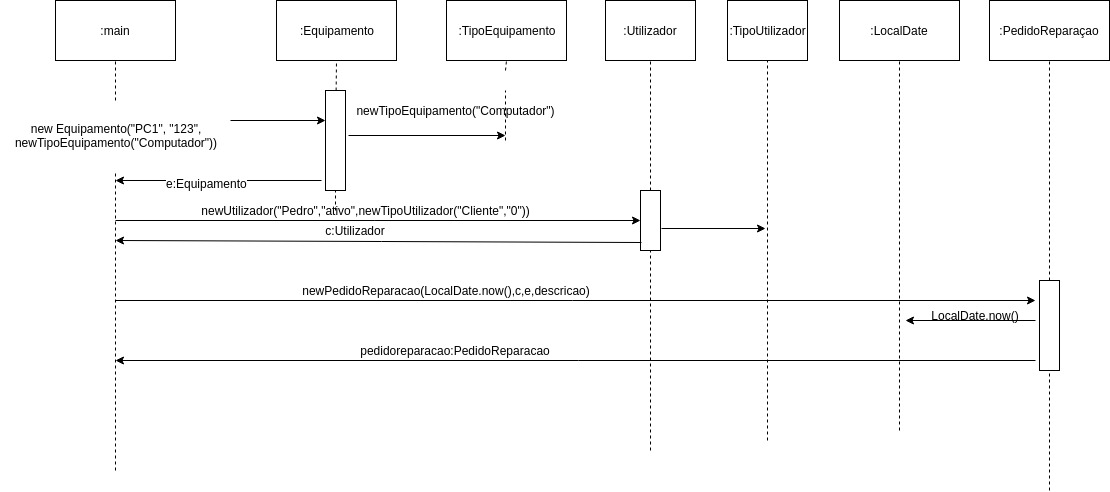 :main
:Equipamento
:TipoEquipamento
:Utilizador
:TipoUtilizador
:LocalDate
:PedidoReparaçao
newTipoEquipamento("Computador")
new Equipamento("PC1", "123",
newTipoEquipamento("Computador"))
e:Equipamento
newUtilizador("Pedro","ativo",newTipoUtilizador("Cliente","0"))
c:Utilizador
newPedidoReparacao(LocalDate.now(),c,e,descricao)
LocalDate.now()
pedidoreparacao:PedidoReparacao